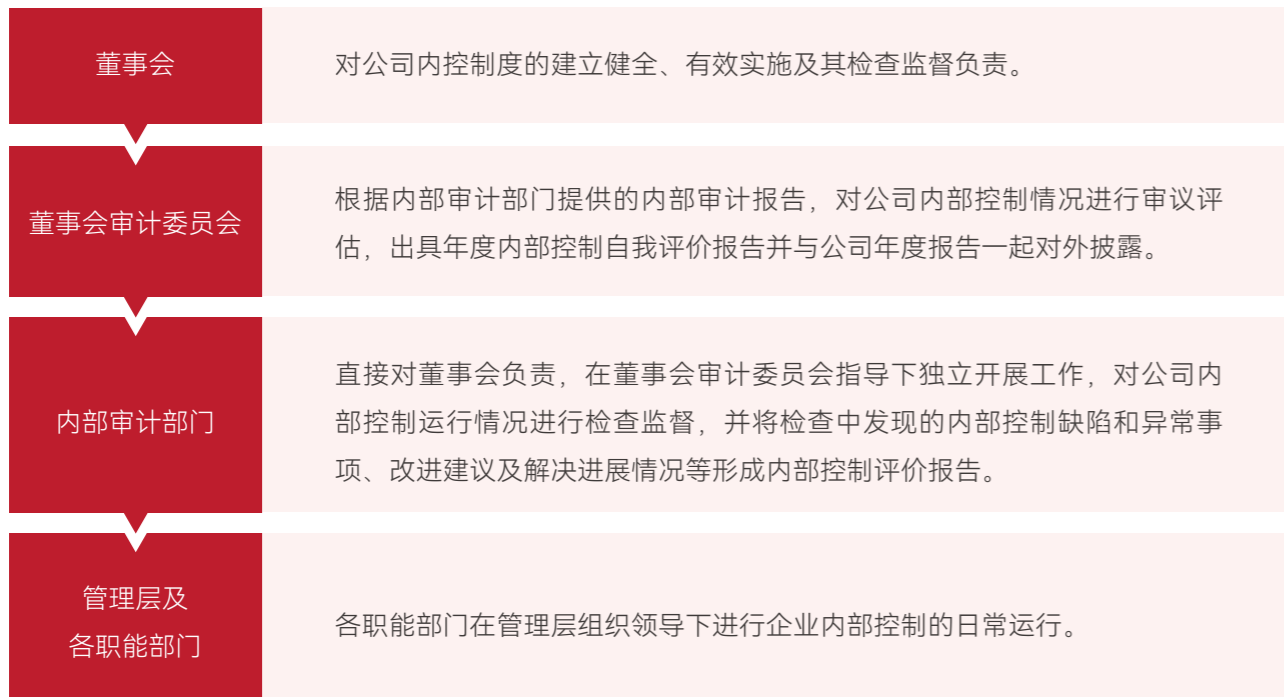 董事会
对公司内控制度的建立健全、有效实施及其检查监督负责。
董事会审计委员会
根据内部审计部门提供的内部审计报告，对公司内部控制情况进行审议评
估，出具年度内部控制自我评价报告并与公司年度报告一起对外披露。
内部审计部门
直接对董事会负责，在董事会审计委员会指导下独立开展工作，对公司内
部控制运行情况进行检查监督，并将检查中发现的内部控制缺陷和异常事
项、改进建议及解决进展情况等形成内部控制评价报告。
管理层及
各职能部门
各职能部门在管理层组织领导下进行企业内部控制的日常运行。